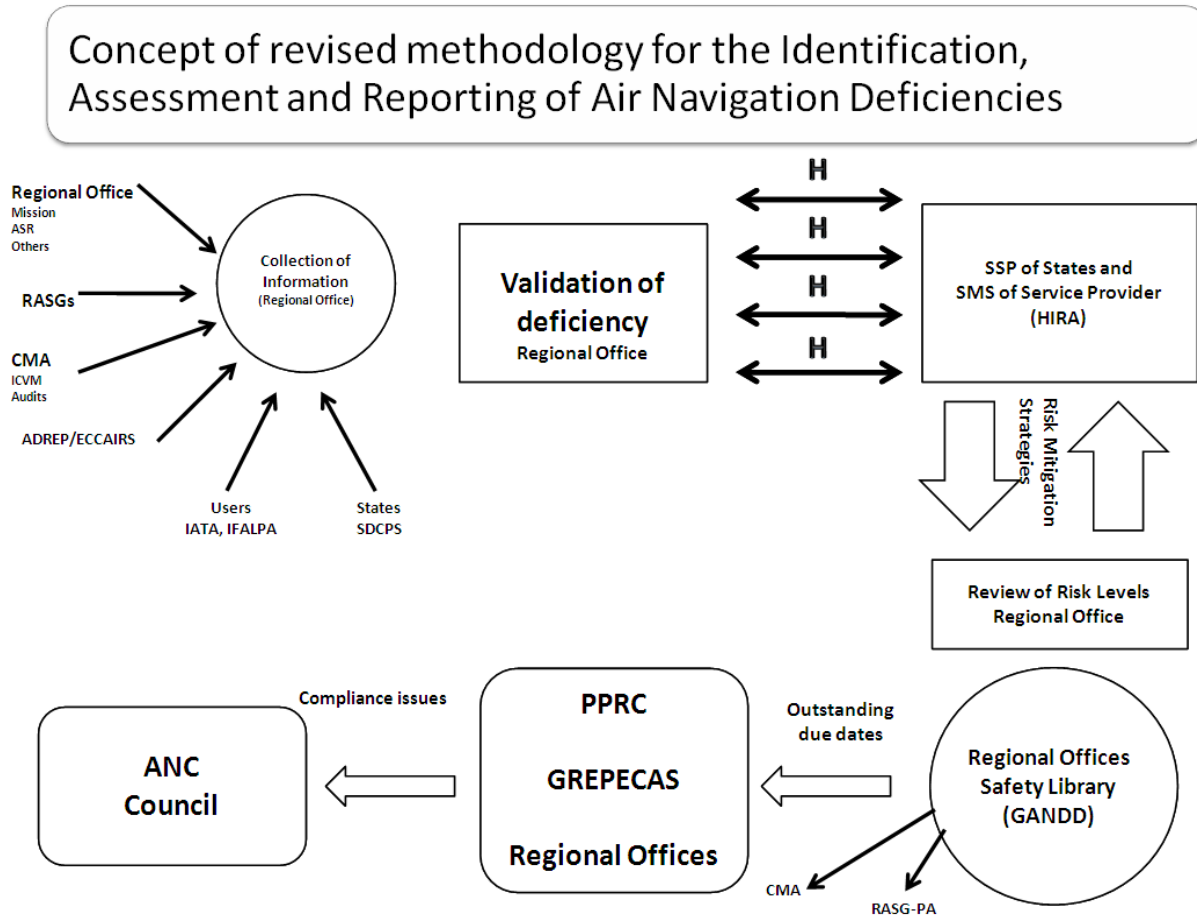 Concept of revised methodology for the Identification,
Assessment and Reporting of Air Navigation Deficiencies
Regional Office
Mission
ASR
Others
RASGs
CMA
ICVM
Audits
ADREP/ECCAIRS
Users
IATA, IFALPA
States
SDCPS
Collection of
Information
(Regional Office)
Validation of
deficiency
Regional Office
H
H
H
H
SSP of States and
SMS of Service Provider
(HIRA)
Risk Mitigation
Strategies
Review of Risk Levels
Regional Office
Regional Offices
Safety Library
(GANDD)
CMA
RASG-PA
Outstanding
due dates
PPRC
GREPECAS
Regional Offices
Compliance issues
ANC
Council